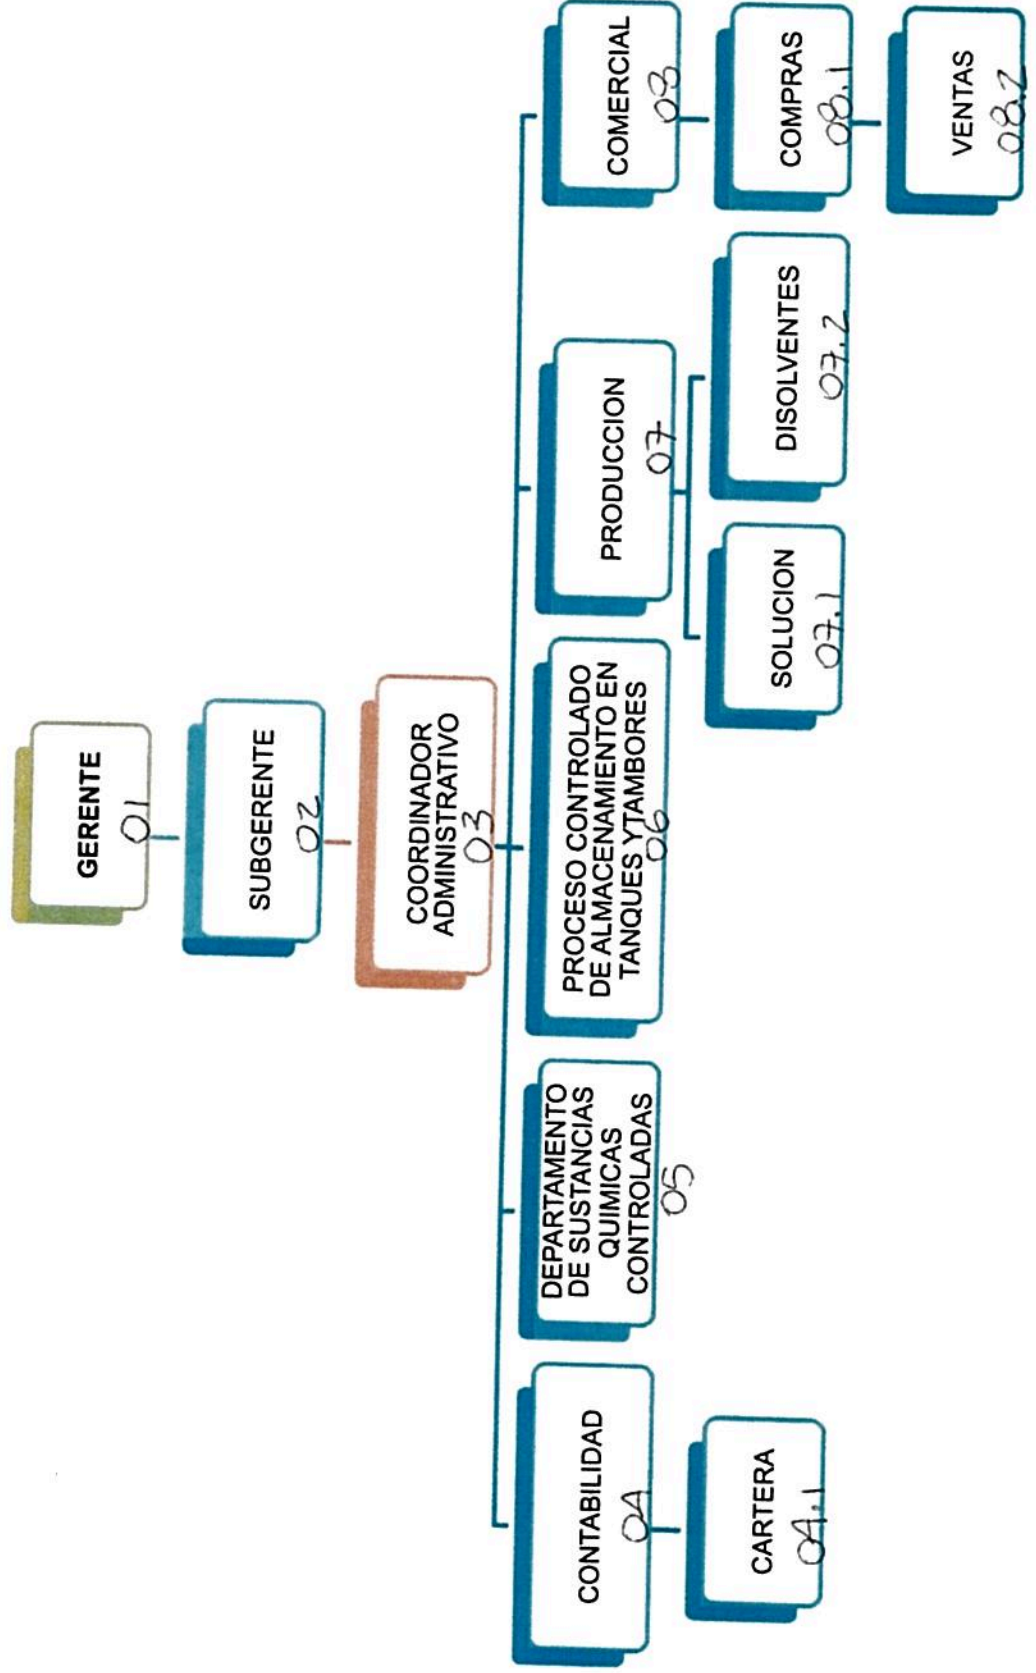 GERENTE
01
SUBGERENTE
02
COORDINADOR
ADMINISTRATIVO
03
CONTABILIDAD
04
CARTERA
04.1
DEPARTAMENTO
DE SUSTANCIAS
QUIMICAS
CONTROLADAS
05
PROCESO CONTROLADO
DE ALMACENAMIENTO EN
TANQUES YTAMBORES
06
PRODUCCION
07
SOLUCION
07.1
DISOLVENTES
07.2
COMERCIAL
08
COMPRAS
08.1
VENTAS
08.2